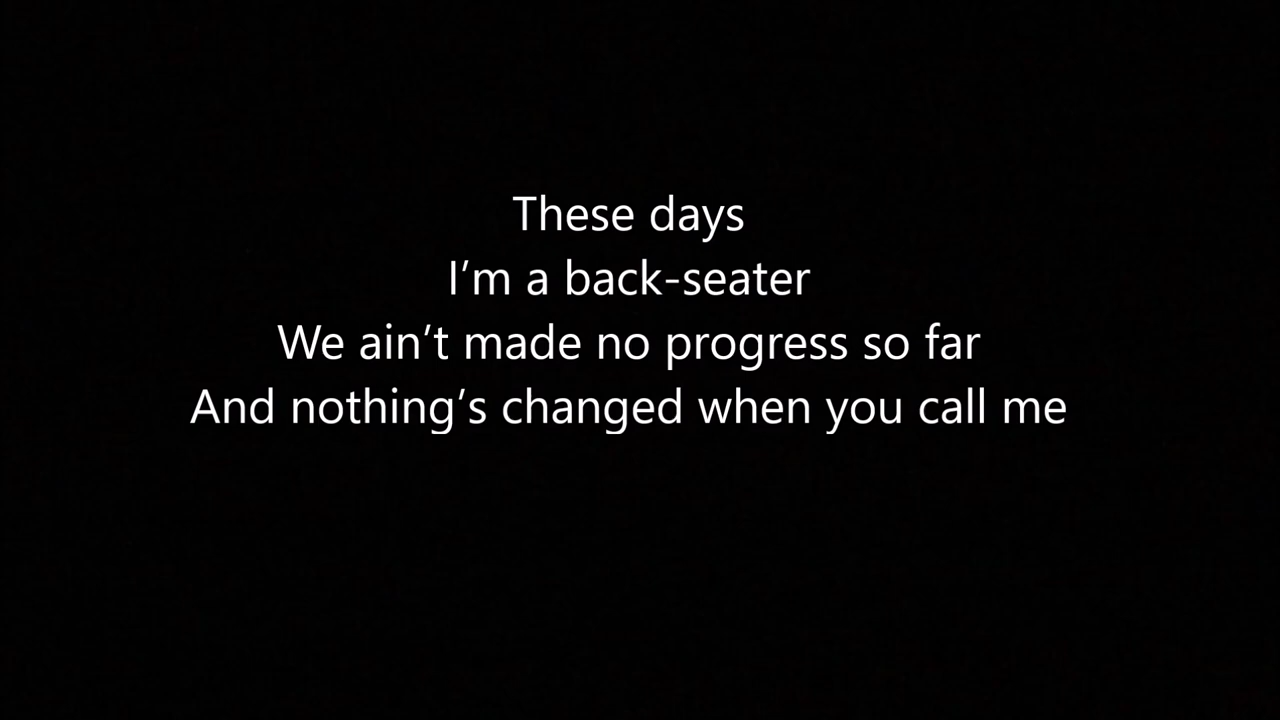 These days
I’m a back-seater
We ain’t made no progress so far
And nothing’s changed when you call me